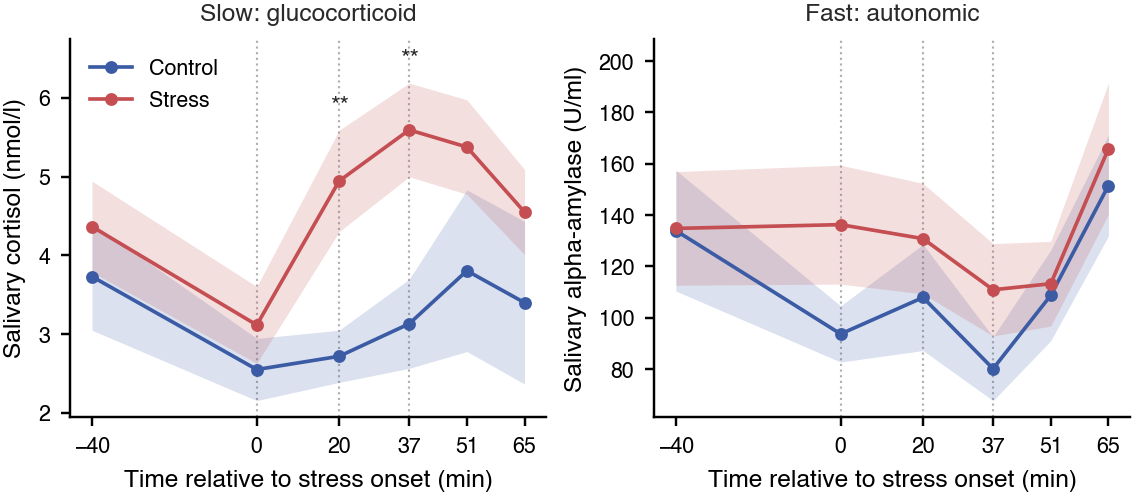 Slow: glucocorticoid
Control
Stress
**
**
Salivary cortisol (nmol/l)
6
5
4
3
2
−40 0 20 37 51 65
Time relative to stress onset (min)
Fast: autonomic
Salivary alpha-amylase (U/ml)
200
180
160
140
120
100
80
−40 0 20 37 51 65
Time relative to stress onset (min)